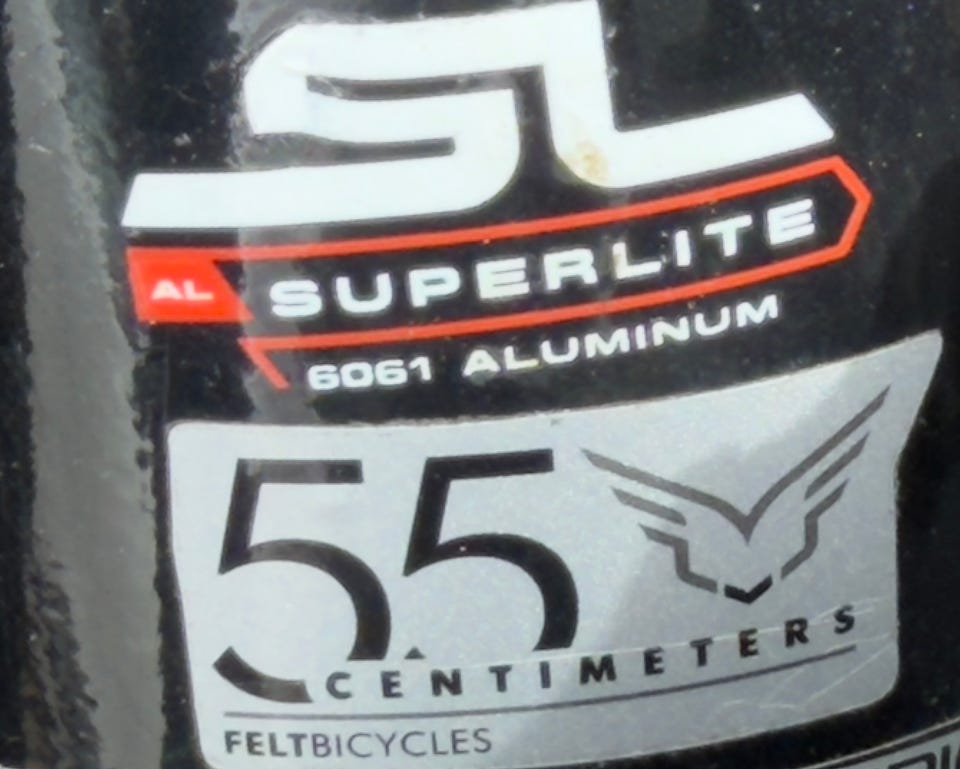 SL
AL SUPERLITE
6061 ALUMINUM
55
CENTIMETERS
FELTBICYCLES